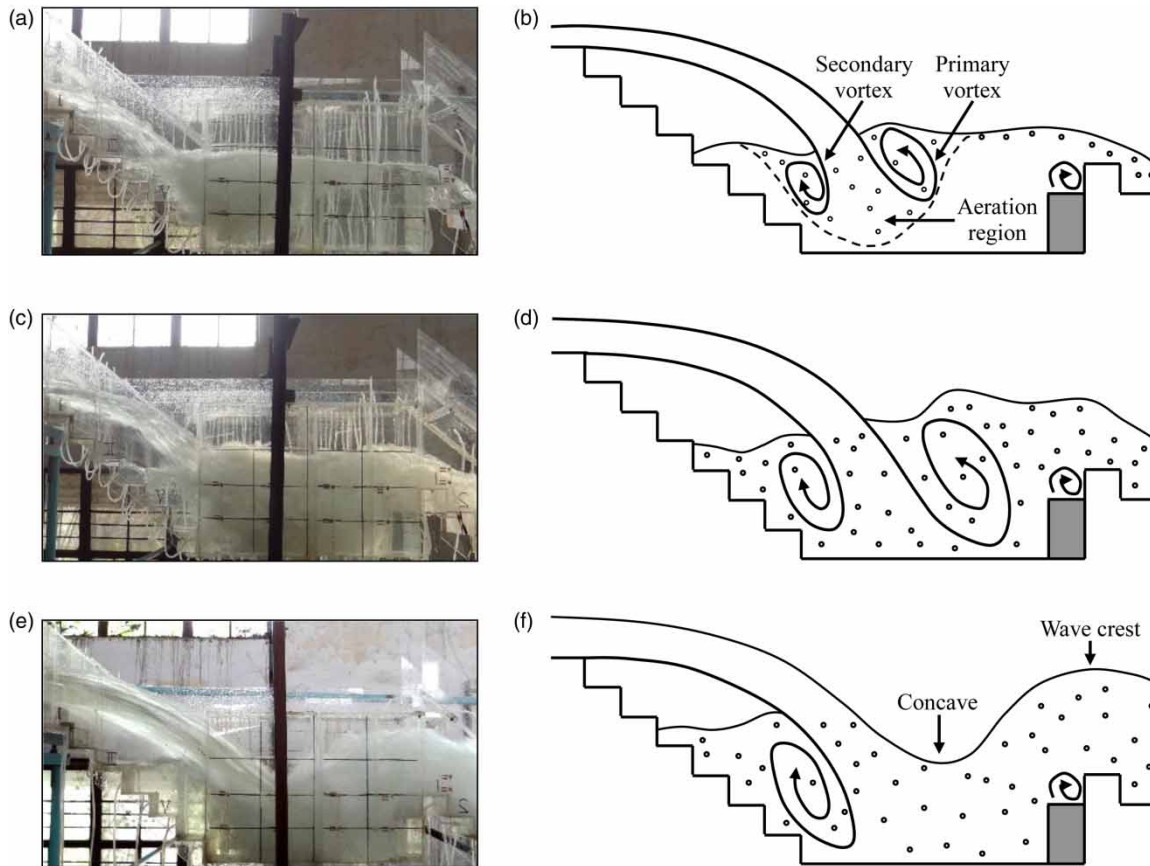 (a)
(b)
Secondary
vortex
Primary
vortex
Aeration
region
(c)
(d)
(e)
(f)
Wave crest
Concave